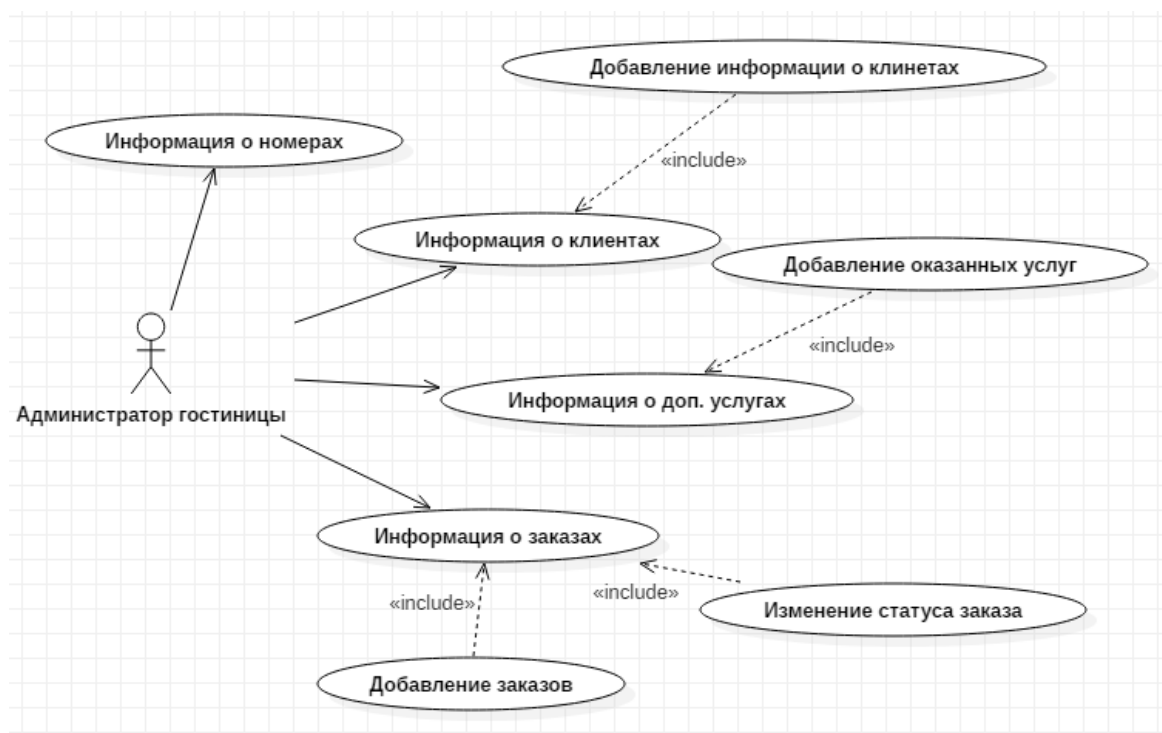 Добавление информации о клинетах
Информация о номерах
«include»
Информация о клиентах
Добавление оказанных услуг
«include»
Информация о доп. услугах
Администратор гостиницы
Информация о заказах
«include»
«include»
Изменение статуса заказа
Добавление заказов